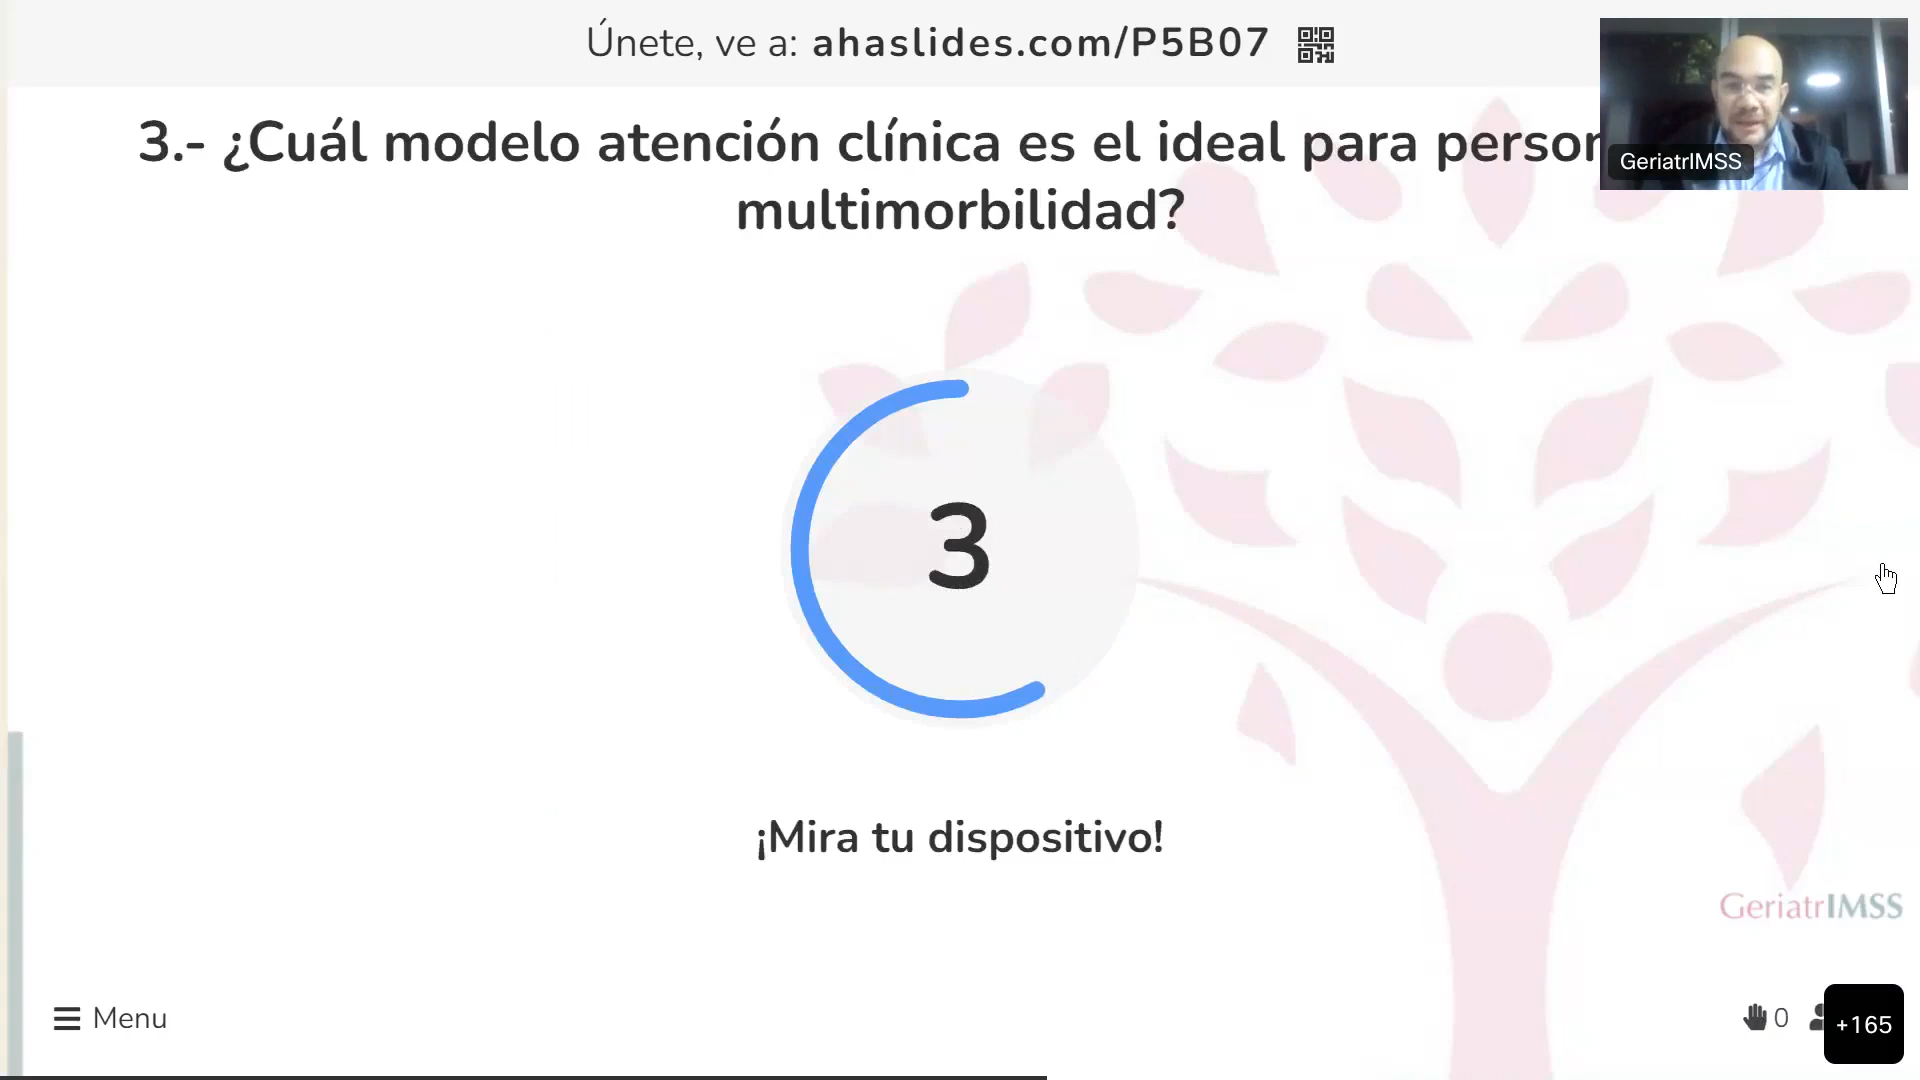 Únete, ve a: ahaslides.com/P5B07
3.- ¿Cuál modelo atención clínica es el ideal para
multimorbilidad?
GeriatrIMSS
3
¡Mira tu dispositivo!
GeriatrIMSS
Menu
0
+165